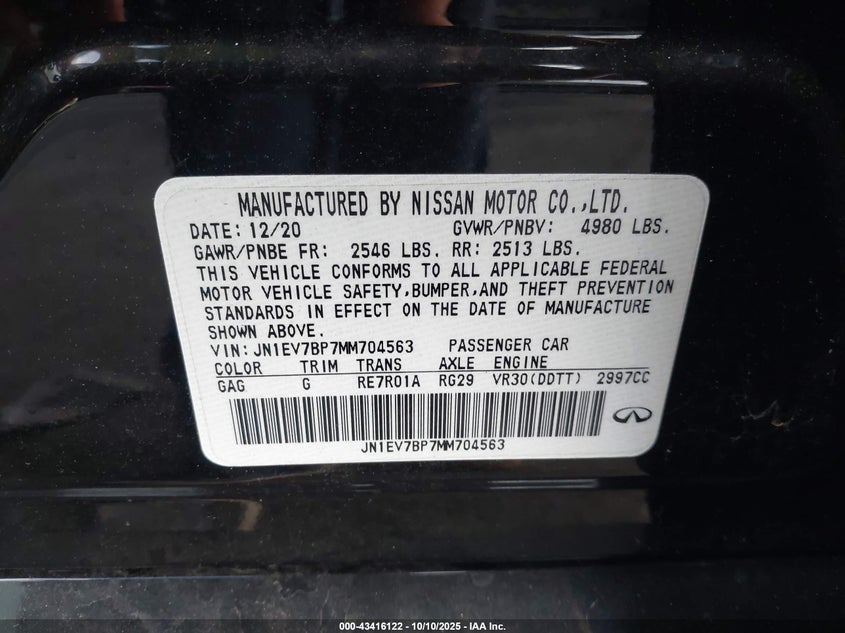 MANUFACTURED BY NISSAN MOTOR CO.,LTD.
DATE: 12/20 GVWR/PNBV: 4980 LBS.
GAWR/PNBE FR: 2546 LBS. RR: 2513 LBS.
THIS VEHICLE CONFORMS TO ALL APPLICABLE FEDERAL
MOTOR VEHICLE SAFETY,BUMPER,AND THEFT PREVENTION
STANDARDS IN EFFECT ON THE DATE OF MANUFACTURE
SHOWN ABOVE.
VIN: JN1EV7BP7MM704563 PASSENGER CAR
COLOR TRIM TRANS AXLE ENGINE
GAG G RE7R01A RG29 VR30(DDTT) 2997CC
JN1EV7BP7MM704563
000-43416122 - 10/10/2025 - IAA Inc.